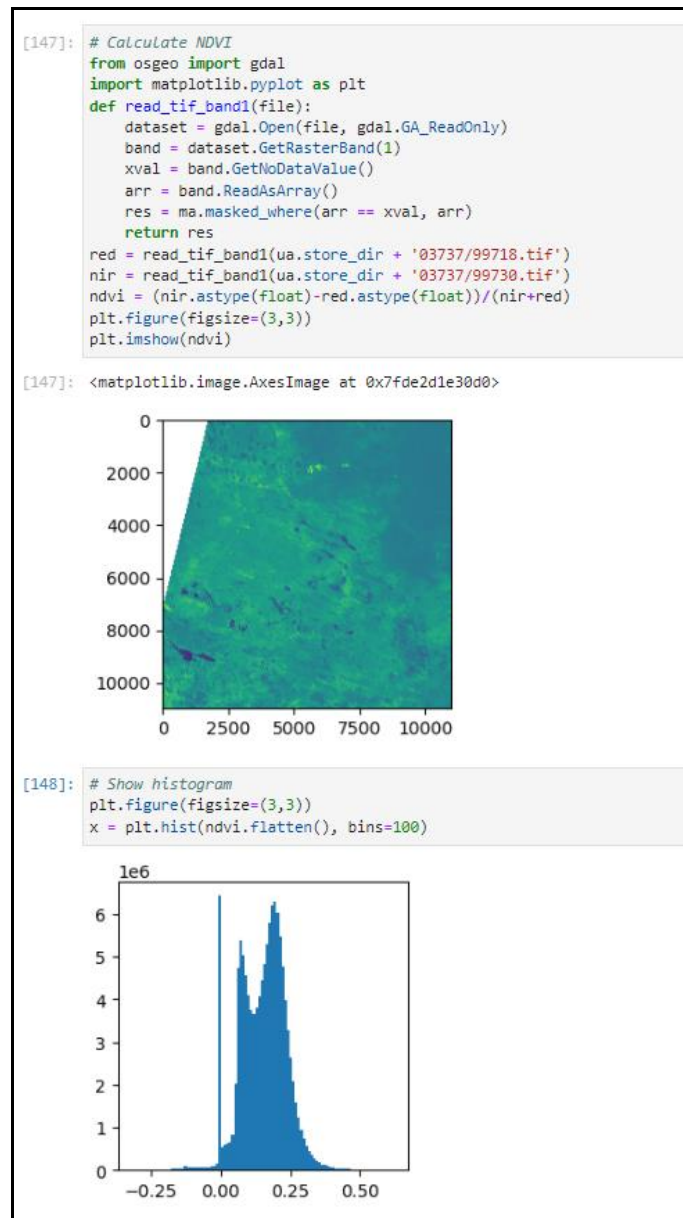 [147]: # Calculate NDVI
from osgeo import gdal
import matplotlib.pyplot as plt
def read_tif_band1(file):
    dataset = gdal.Open(file, gdal.GA_ReadOnly)
    band = dataset.GetRasterBand(1)
    xval = band.GetNoDataValue()
    arr = band.ReadAsArray()
    res = ma.masked_where(arr == xval, arr)
    return res
red = read_tif_band1(ua.store_dir + '03737/99718.tif')
nir = read_tif_band1(ua.store_dir + '03737/99730.tif')
ndvi = (nir.astype(float)-red.astype(float))/(nir+red)
plt.figure(figsize=(3,3))
plt.imshow(ndvi)
[147]: <matplotlib.image.AxesImage at 0x7fde2d1e30d0>
0
2000
4000
6000
8000
10000
0 2500 5000 7500 10000
[148]: # Show histogram
plt.figure(figsize=(3,3))
x = plt.hist(ndvi.flatten(), bins=100)
1e6
6
5
4
3
2
1
0
−0.25 0.00 0.25 0.50